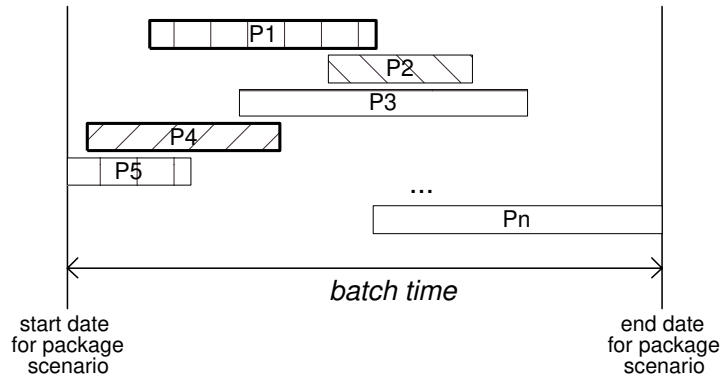 P1
P2
P3
P4
P5
...
Pn
batch time
start date
for package
scenario
end date
for package
scenario